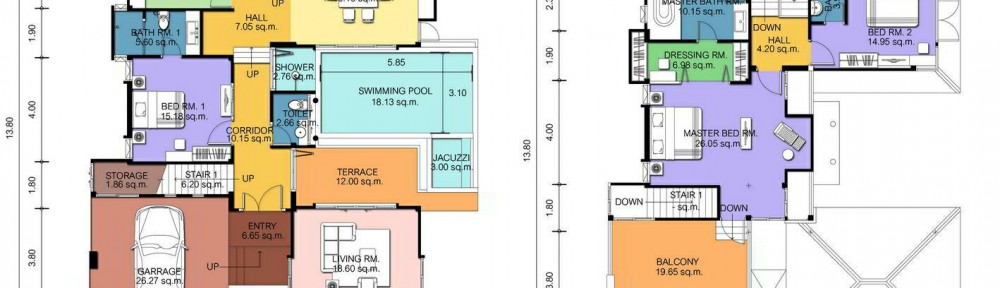 UP
HALL
7.05 sq.m.
BATH RM. 1
5.60 sq.m.
UP
SHOWER
2.76 sq.m.
5.85
SWIMMING POOL
18.13 sq.m.
3.10
BED RM. 1
15.18 sq.m.
TOILET
2.66 sq.m.
CORRIDOR
10.15 sq.m.
JACUZZI
3.00 sq.m.
STORAGE
1.86 sq.m.
STAIR 1
6.20 sq.m.
UP
TERRACE
12.00 sq.m.
ENTRY
6.65 sq.m.
UP
GARRAGE
26.27 sq.m.
LIVING RM.
18.60 sq.m.
1.90
4.00
13.80
1.80
3.80
MASTER BATH RM.
10.15 sq.m.
DOWN
HALL
4.20 sq.m.
BED RM. 2
14.95 sq.m.
DRESSING RM.
6.98 sq.m.
MASTER BED RM.
26.05 sq.m.
DOWN
STAIR 1
- sq.m.
DOWN
BALCONY
19.65 sq.m.
1.90
4.00
13.80
1.80
3.80